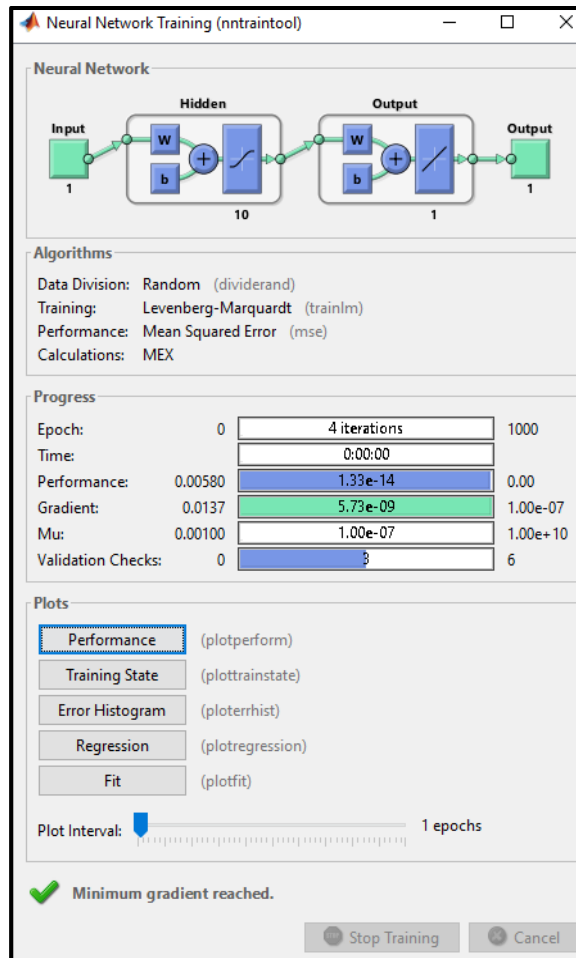 Neural Network Training (nntraintool)
Neural Network
Hidden Output
Input Output
W W
+ +
b b
1 1
10 1
Algorithms
Data Division: Random (dividerand)
Training: Levenberg-Marquardt (trainlm)
Performance: Mean Squared Error (mse)
Calculations: MEX
Progress
Epoch: 0 4 iterations 1000
Time: 0:00:00
Performance: 0.00580 1.33e-14 0.00
Gradient: 0.0137 5.73e-09 1.00e-07
Mu: 0.00100 1.00e-07 1.00e+10
Validation Checks: 0 3 6
Plots
Performance (plotperform)
Training State (plottrainstate)
Error Histogram (ploterrhist)
Regression (plotregression)
Fit (plotfit)
Plot Interval: 1 epochs
Minimum gradient reached.
Stop Training Cancel